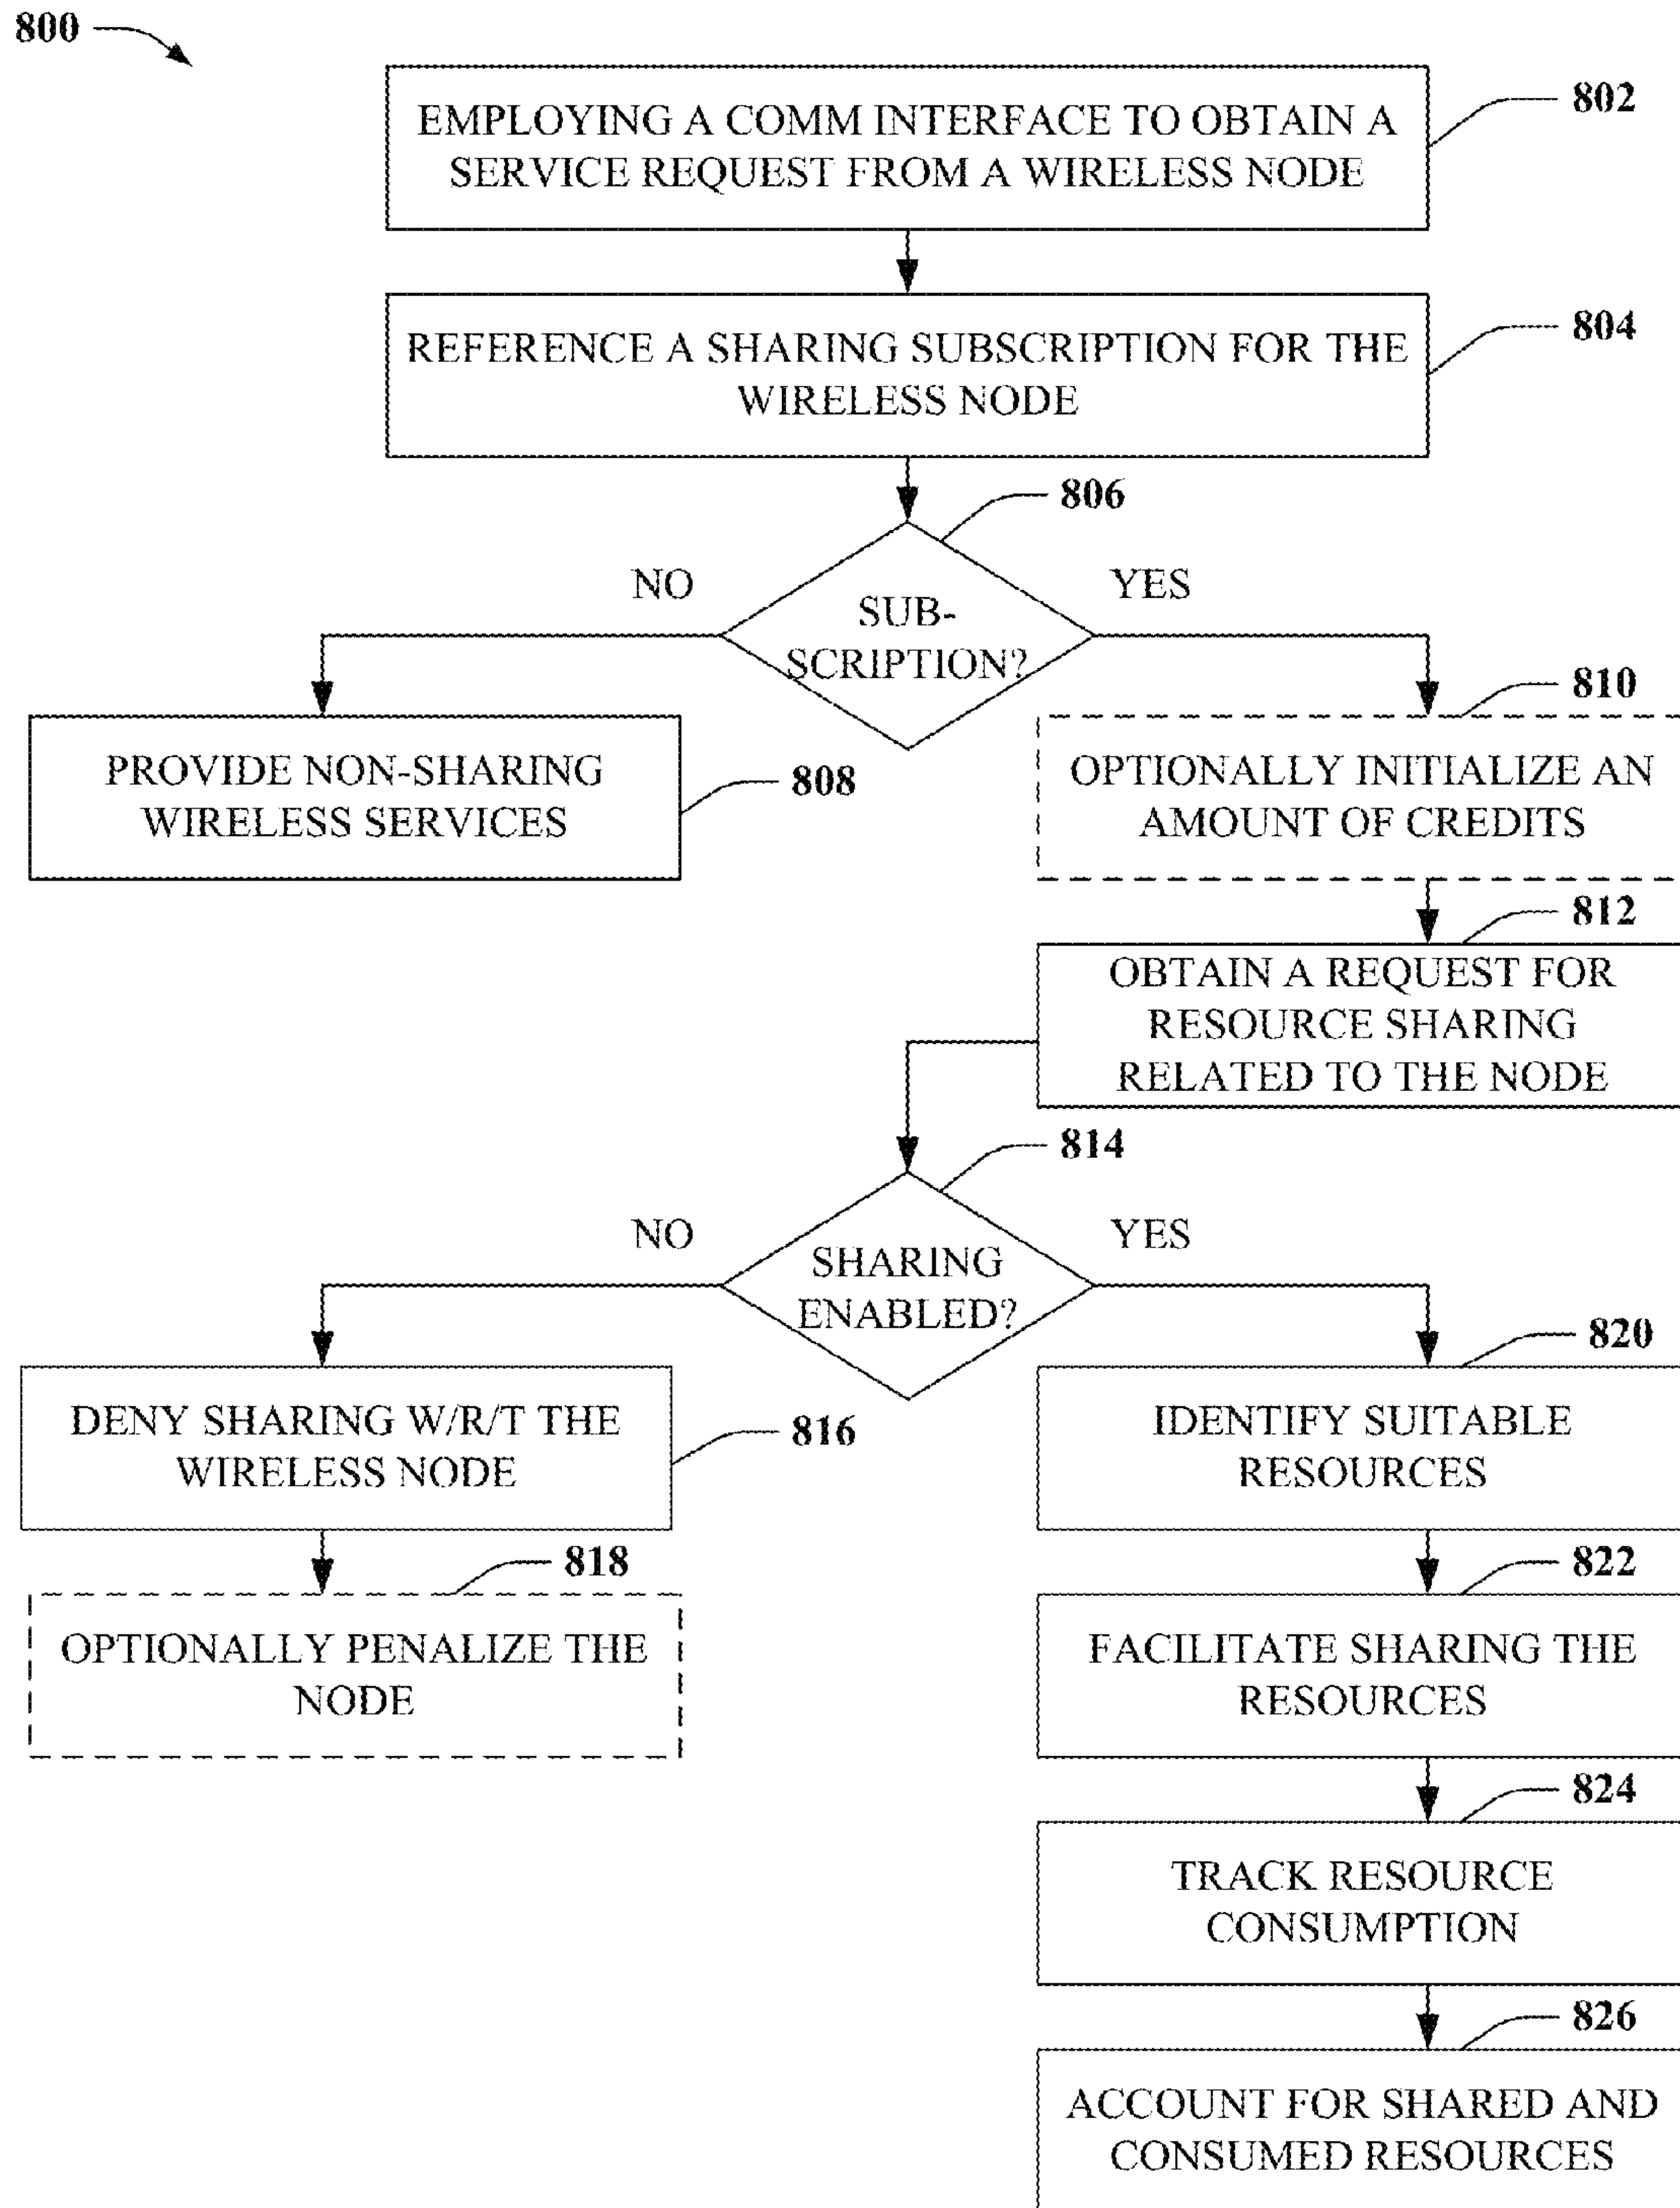 800
EMPLOYING A COMM INTERFACE TO OBTAIN A
SERVICE REQUEST FROM A WIRELESS NODE
802
REFERENCE A SHARING SUBSCRIPTION FOR THE
WIRELESS NODE
804
806
NO
YES
SUB-
SCRIPTION?
PROVIDE NON-SHARING
WIRELESS SERVICES
808
810
OPTIONALLY INITIALIZE AN
AMOUNT OF CREDITS
812
OBTAIN A REQUEST FOR
RESOURCE SHARING
RELATED TO THE NODE
814
NO
YES
SHARING
ENABLED?
DENY SHARING W/R/T THE
WIRELESS NODE
816
818
OPTIONALLY PENALIZE THE
NODE
820
IDENTIFY SUITABLE
RESOURCES
822
FACILITATE SHARING THE
RESOURCES
824
TRACK RESOURCE
CONSUMPTION
826
ACCOUNT FOR SHARED AND
CONSUMED RESOURCES